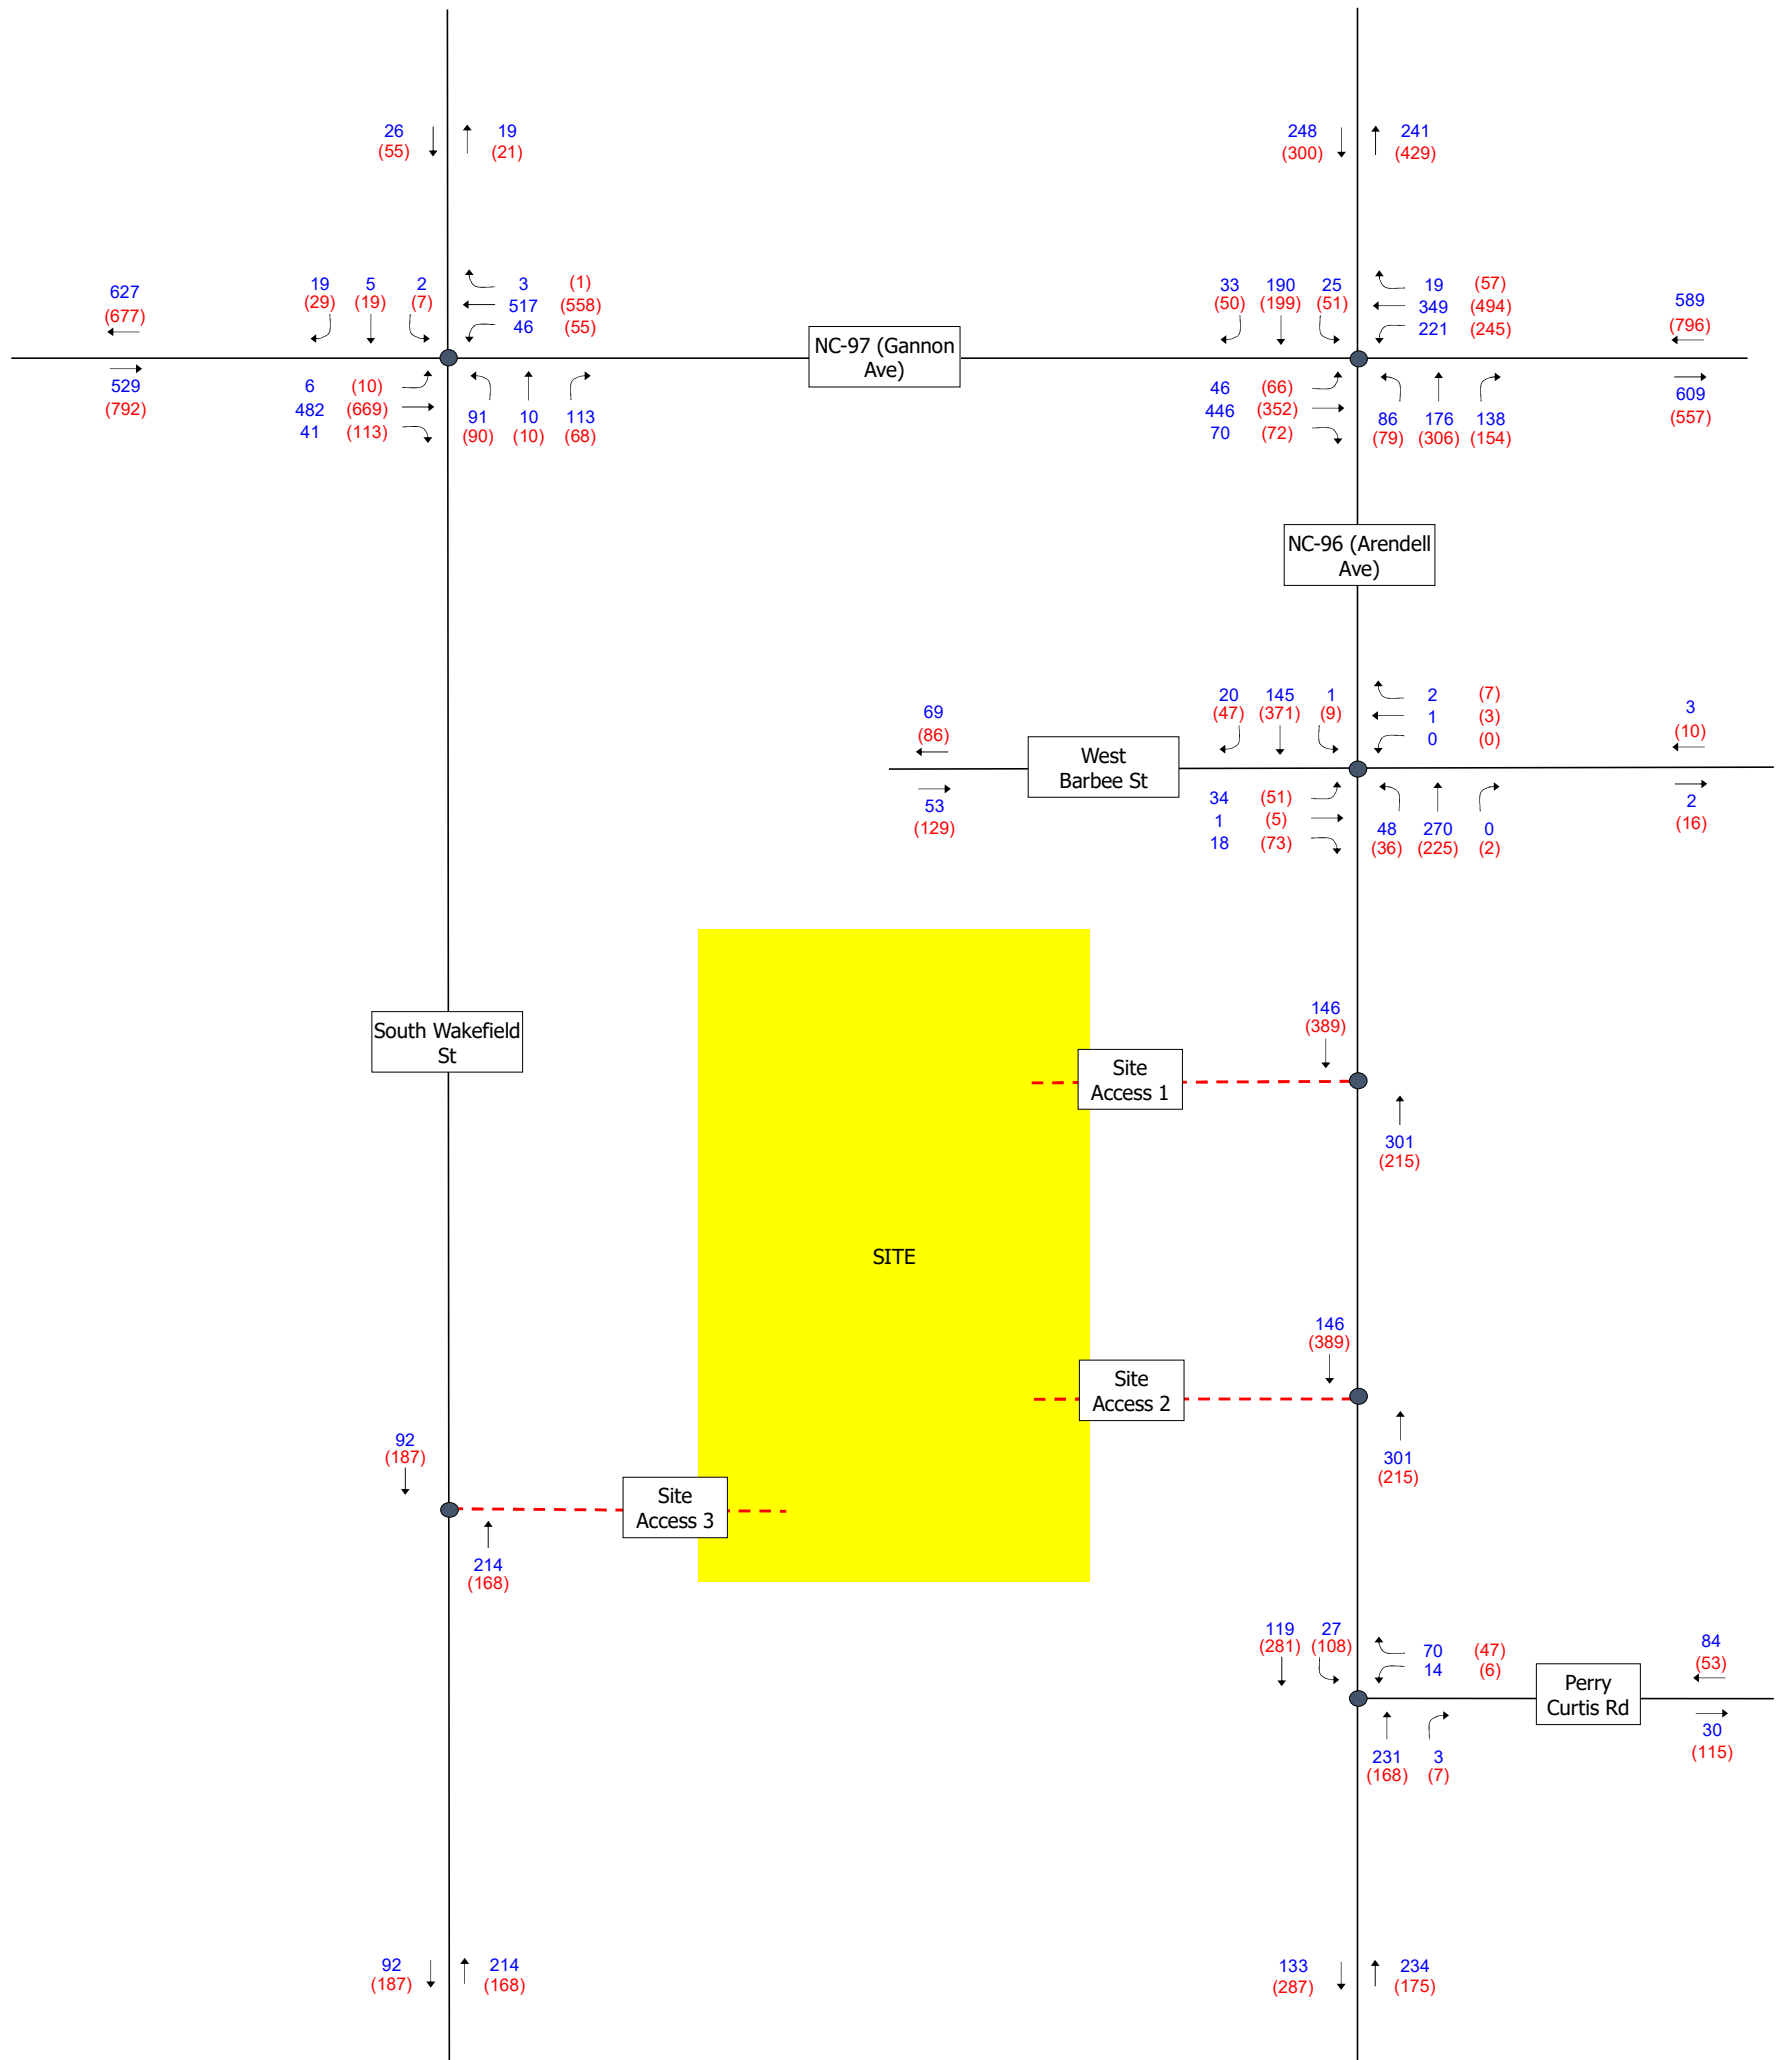 26 19 248 241
(55) (21) (300) (429)
19 5 2 3 (1) 33 190 25 19 (57)
627 (29) (19) (7) 517 (558) (50) (199) (51) 349 (494) 589
(677) 46 (55) 221 (245) (796)
NC-97 (Gannon
Ave)
529 6 (10) 46 (66) 609
(792) 482 (669) 91 10 113 446 (352) 86 176 138 (557)
41 (113) (90) (10) (68) 70 (72) (79) (306) (154)
NC-96 (Arendell
Ave)
69 20 145 1 2 (7) 3
(86) (47) (371) (9) 1 (3) (10)
0 (0)
West
Barbee St
53 34 (51) 2
(129) 1 (5) 48 270 0 (16)
18 (73) (36) (225) (2)
South Wakefield
St
146
(389)
Site
Access 1
301
(215)
SITE
146
(389)
Site
Access 2
301
(215)
92
(187)
Site
Access 3
214
(168)
119 27 70 (47) 84
(281) (108) 14 (6) (53)
Perry
Curtis Rd
231 3 30
(168) (7) (115)
92 214 133 234
(187) (168) (287) (175)